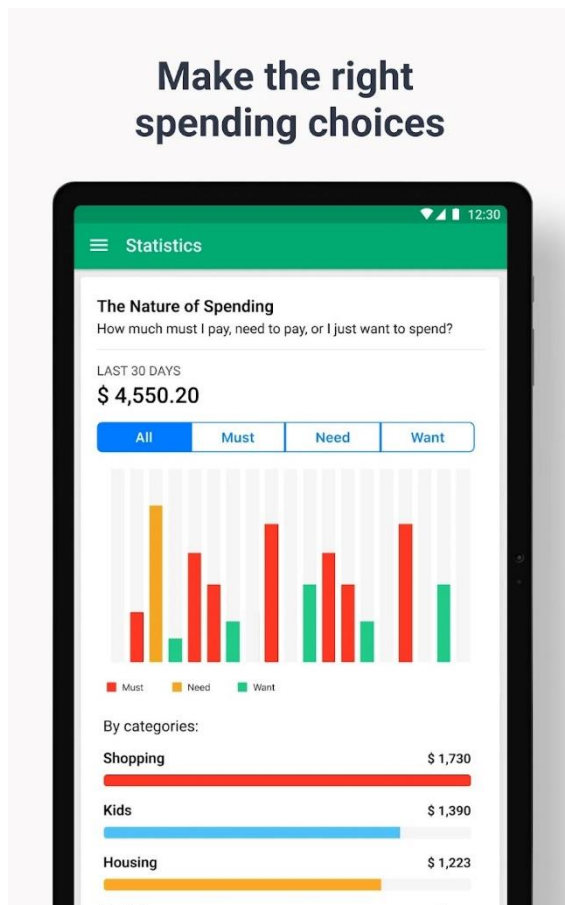 Make the right
spending choices
12:30
Statistics
The Nature of Spending
How much must I pay, need to pay, or I just want to spend?
LAST 30 DAYS
$ 4,550.20
All Must Need Want
Must Need Want
By categories:
Shopping $ 1,730
Kids $ 1,390
Housing $ 1,223